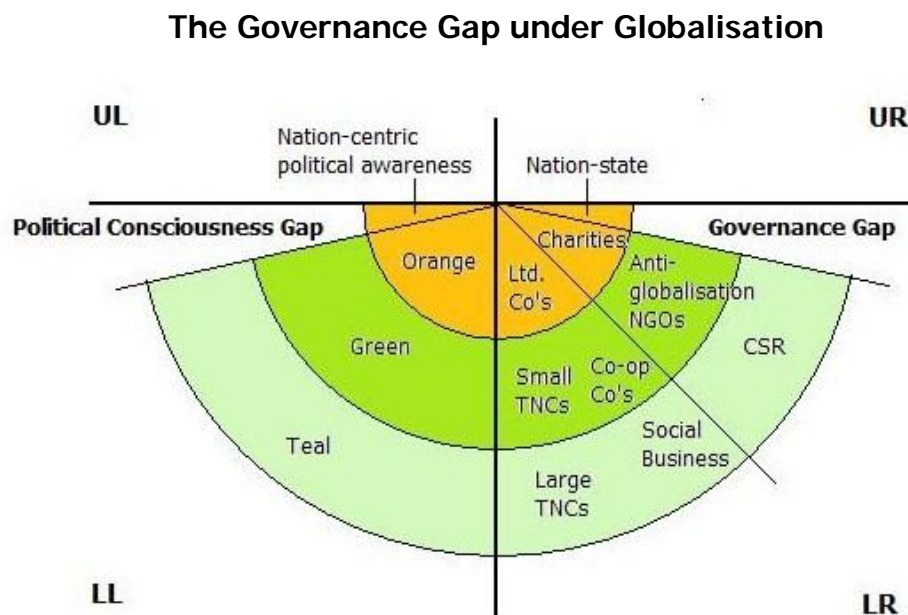 The Governance Gap under Globalisation
UL
UR
Nation-centric
political awareness
Nation-state
Political Consciousness Gap
Governance Gap
Orange
Charities
Ltd.
Co's
Anti-
globalisation
NGOs
Green
CSR
Small
TNCs
Co-op
Co's
Teal
Social
Business
Large
TNCs
LL
LR